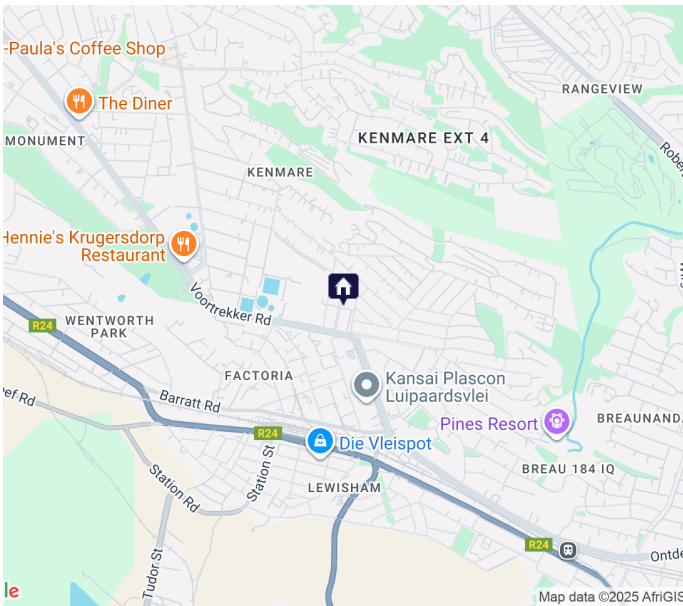 -Paula's Coffee Shop
The Diner
MONUMENT
RANGEVIEW
KENMARE EXT 4
KENMARE
Hennie's Krugersdorp
Restaurant
Voortrekker Rd
R24
WENTWORTH
PARK
FACTORIA
Kansai Plascon
Luipaardsvlei
Barratt Rd
R24
Die Vleispot
Pines Resort
BREAUNANDA
BREAU 184 IQ
Station Rd
Station St
LEWISHAM
Tudor St
R24
Map data ©2025 AfriGIS